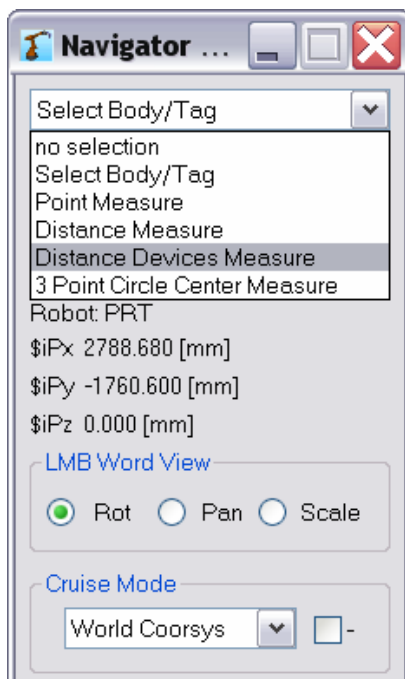 Navigator ...
Select Body/Tag
no selection
Select Body/Tag
Point Measure
Distance Measure
Distance Devices Measure
3 Point Circle Center Measure
Robot: PRT
$iPx 2788.680 [mm]
$iPy -1760.600 [mm]
$iPz 0.000 [mm]
LMB Word View
Rot Pan Scale
Cruise Mode
World Coorsys -